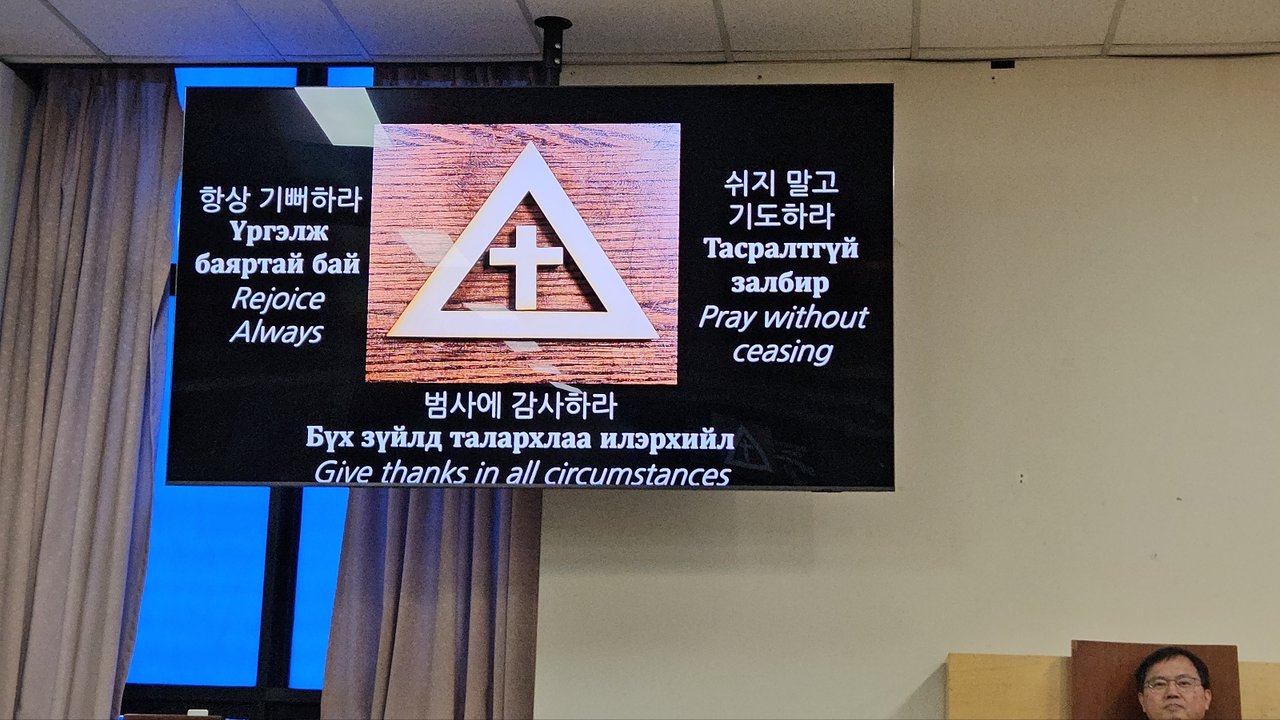 항상 기뻐하라
Үргэлж
баяртай бай
Rejoice
Always
쉬지 말고
기도하라
Тасралтгүй
залбир
Pray without
ceasing
범사에 감사하라
Бүх зүйлд талархлаа илэрхийл
Give thanks in all circumstances